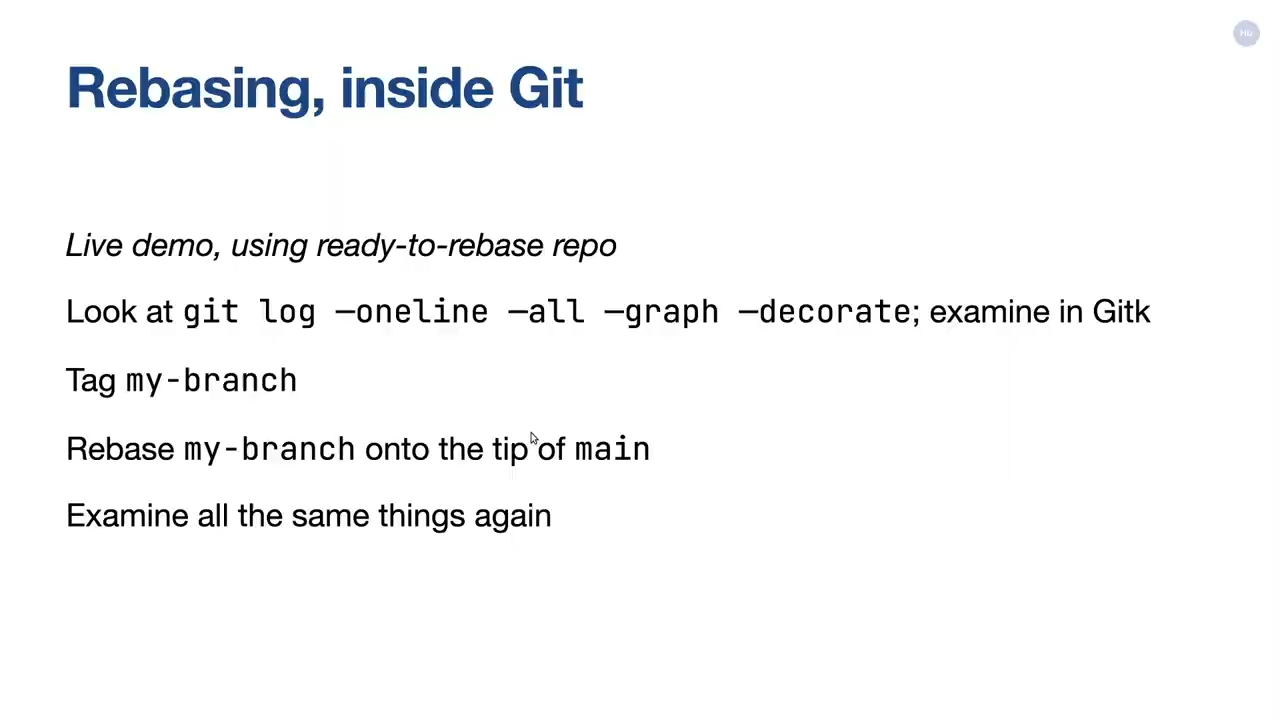 HU
Rebasing, inside Git
Live demo, using ready-to-rebase repo
Look at git log —oneline —all —graph —decorate; examine in Gitk
Tag my-branch
Rebase my-branch onto the tip of main
Examine all the same things again